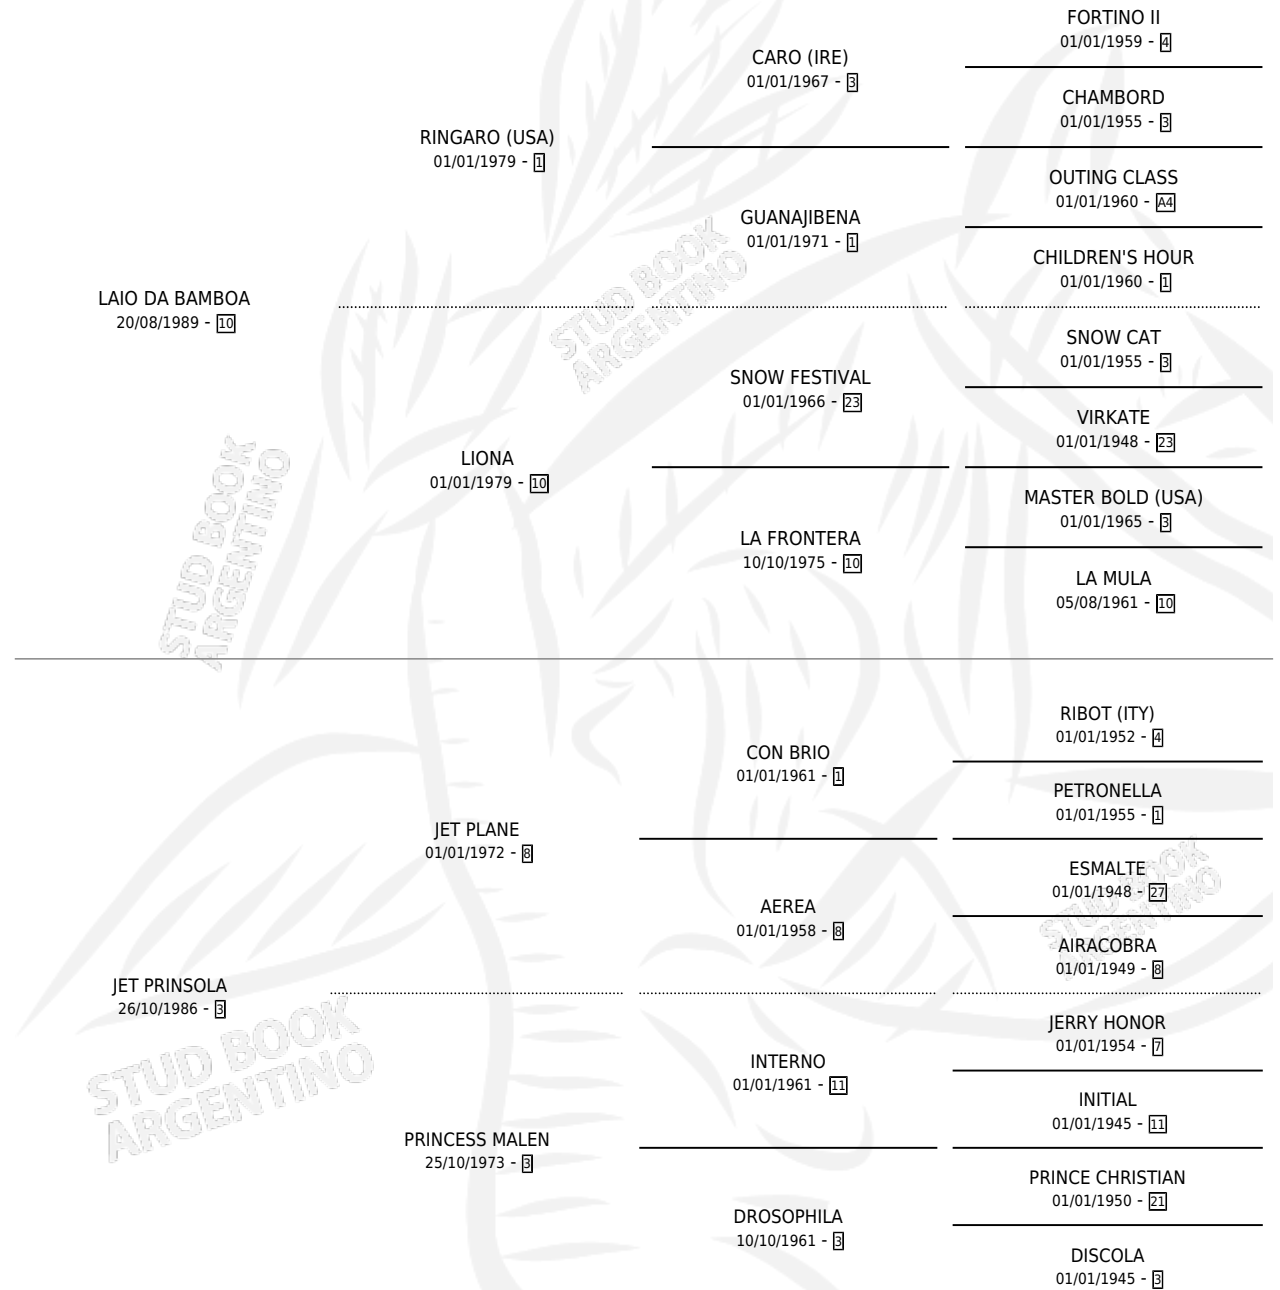 FORTINO II
01/01/1959 - 4
CARO (IRE)
01/01/1967 - 3
CHAMBORD
01/01/1955 - 3
RINGARO (USA)
01/01/1979 - 1
OUTING CLASS
01/01/1960 - A4
GUANAJIBENA
01/01/1971 - 1
CHILDREN'S HOUR
01/01/1960 - 1
LAIO DA BAMBOA
20/08/1989 - 10
STUD BOOK
ARGENTINO
SNOW CAT
01/01/1955 - 3
SNOW FESTIVAL
01/01/1966 - 23
VIRKATE
01/01/1948 - 23
LIONA
01/01/1979 - 10
MASTER BOLD (USA)
01/01/1965 - 3
LA FRONTERA
10/10/1975 - 10
LA MULA
05/08/1961 - 10
STUD BOOK
ARGENTINO
RIBOT (ITY)
01/01/1952 - 4
CON BRIO
01/01/1961 - 1
PETRONELLA
01/01/1955 - 1
JET PLANE
01/01/1972 - 8
ESMALTE
01/01/1948 - 27
AEREA
01/01/1958 - 8
AIRACOBRA
01/01/1949 - 8
STUD BOOK
ARGENTINO
JET PRINSOLA
26/10/1986 - 3
JERRY HONOR
01/01/1954 - 7
INTERNO
01/01/1961 - 11
INITIAL
01/01/1945 - 11
STUD BOOK
ARGENTINO
PRINCESS MALEN
25/10/1973 - 3
PRINCE CHRISTIAN
01/01/1950 - 21
DROSOPHILA
10/10/1961 - 3
DISCOLA
01/01/1945 - 3